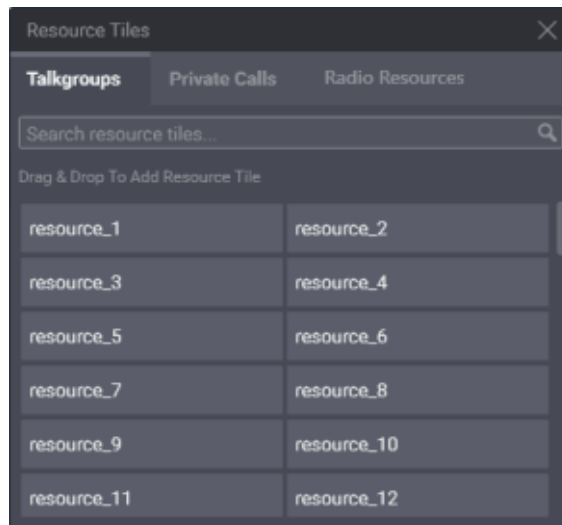 Resource Tiles
Talkgroups Private Calls Radio Resources
Search resource tiles...
Drag & Drop To Add Resource Tile
resource_1 resource_2
resource_3 resource_4
resource_5 resource_6
resource_7 resource_8
resource_9 resource_10
resource_11 resource_12